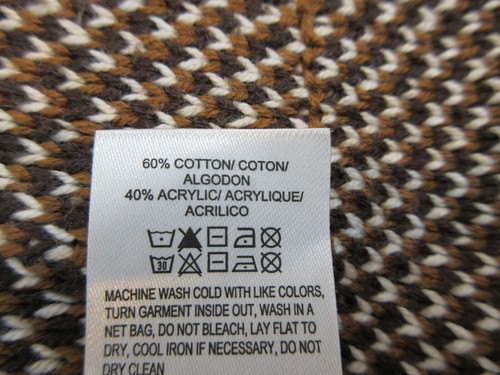 60% COTTON/ COTON/
ALGODON
40% ACRYLIC/ ACRYLIQUE/
ACRILICO
30
MACHINE WASH COLD WITH LIKE COLORS,
TURN GARMENT INSIDE OUT, WASH IN A
NET BAG, DO NOT BLEACH, LAY FLAT TO
DRY, COOL IRON IF NECESSARY, DO NOT
DRY CLEAN